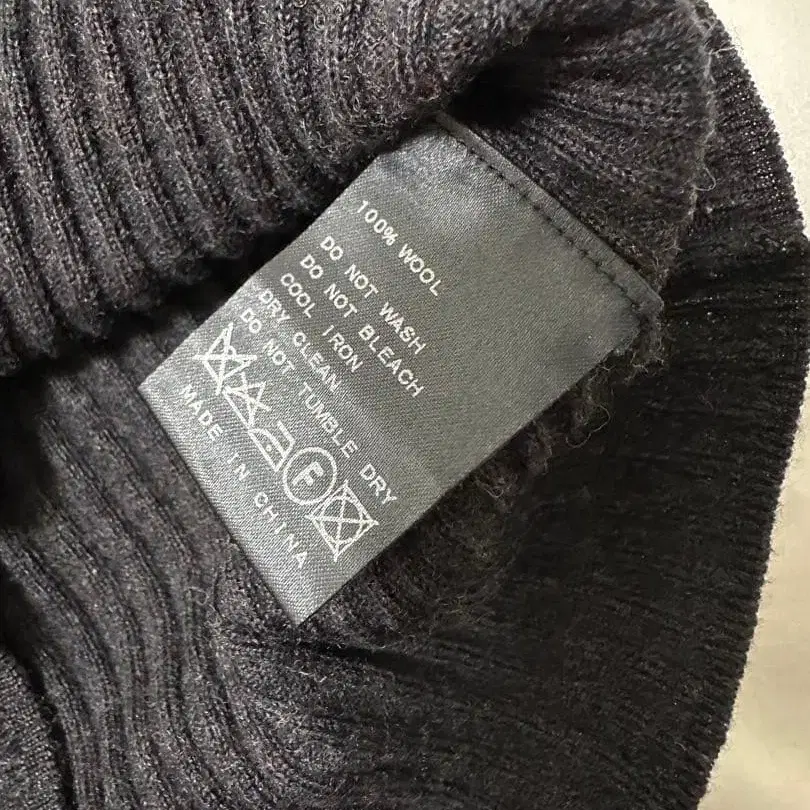 100% WOOL
DO NOT WASH
DO NOT BLEACH
COOL IRON
DRY CLEAN
DO NOT TUMBLE DRY
F
MADE IN CHINA